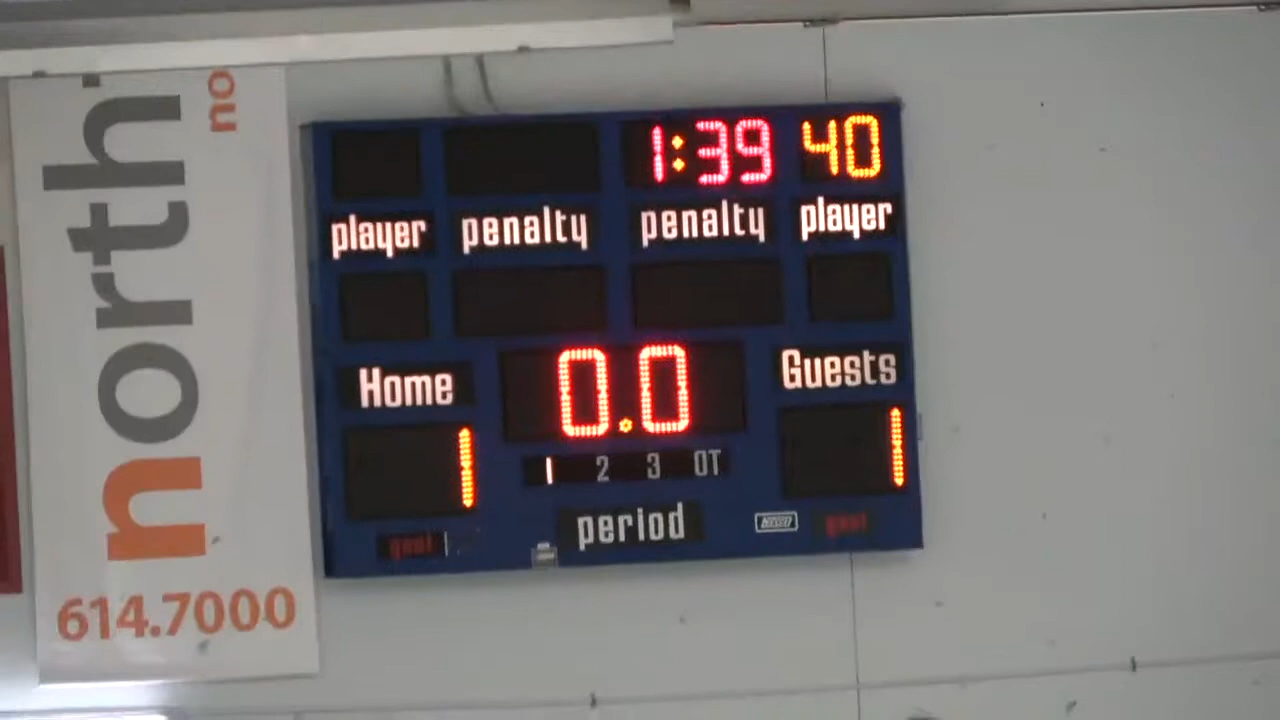 north
no
614.7000
1:39 40
player penalty penalty player
Home 0.0 Guests
1 1
1 2 3 OT
period
goal goal